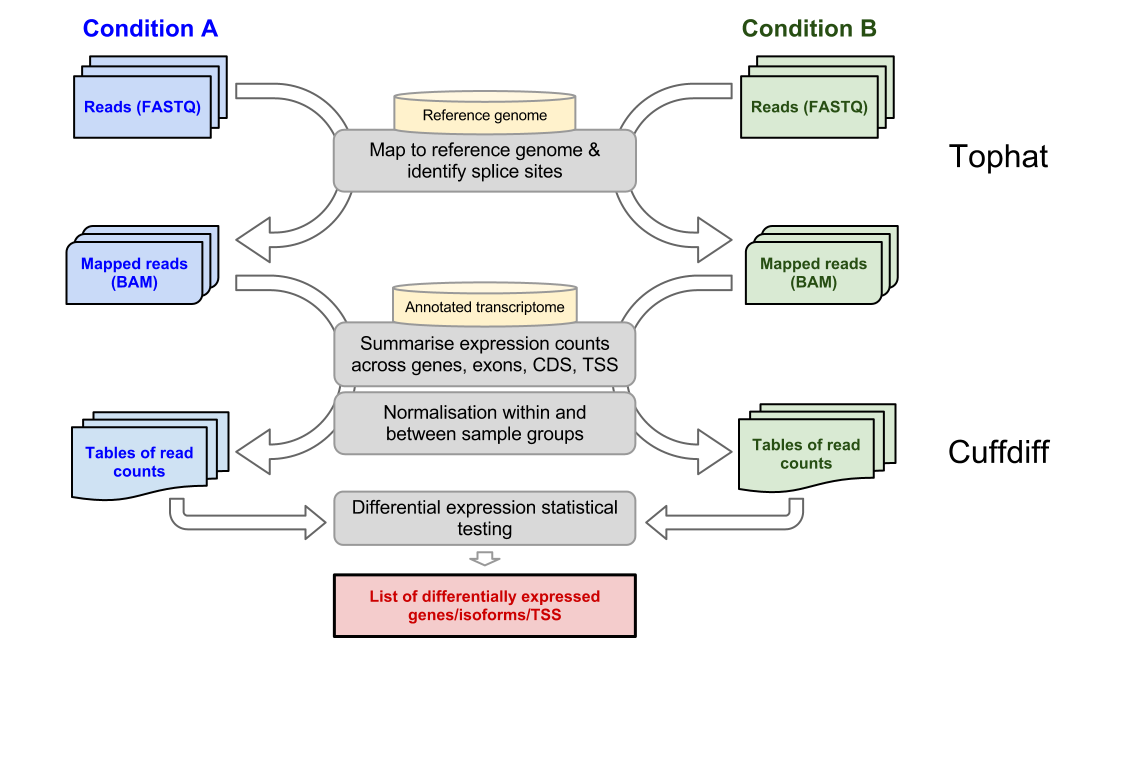 Condition A
Condition B
Reads (FASTQ)
Reference genome
Reads (FASTQ)
Map to reference genome &
identify splice sites
Tophat
Mapped reads
(BAM)
Mapped reads
(BAM)
Annotated transcriptome
Summarise expression counts
across genes, exons, CDS, TSS
Normalisation within and
between sample groups
Tables of read
counts
Tables of read
counts
Cuffdiff
Differential expression statistical
testing
List of differentially expressed
genes/isoforms/TSS